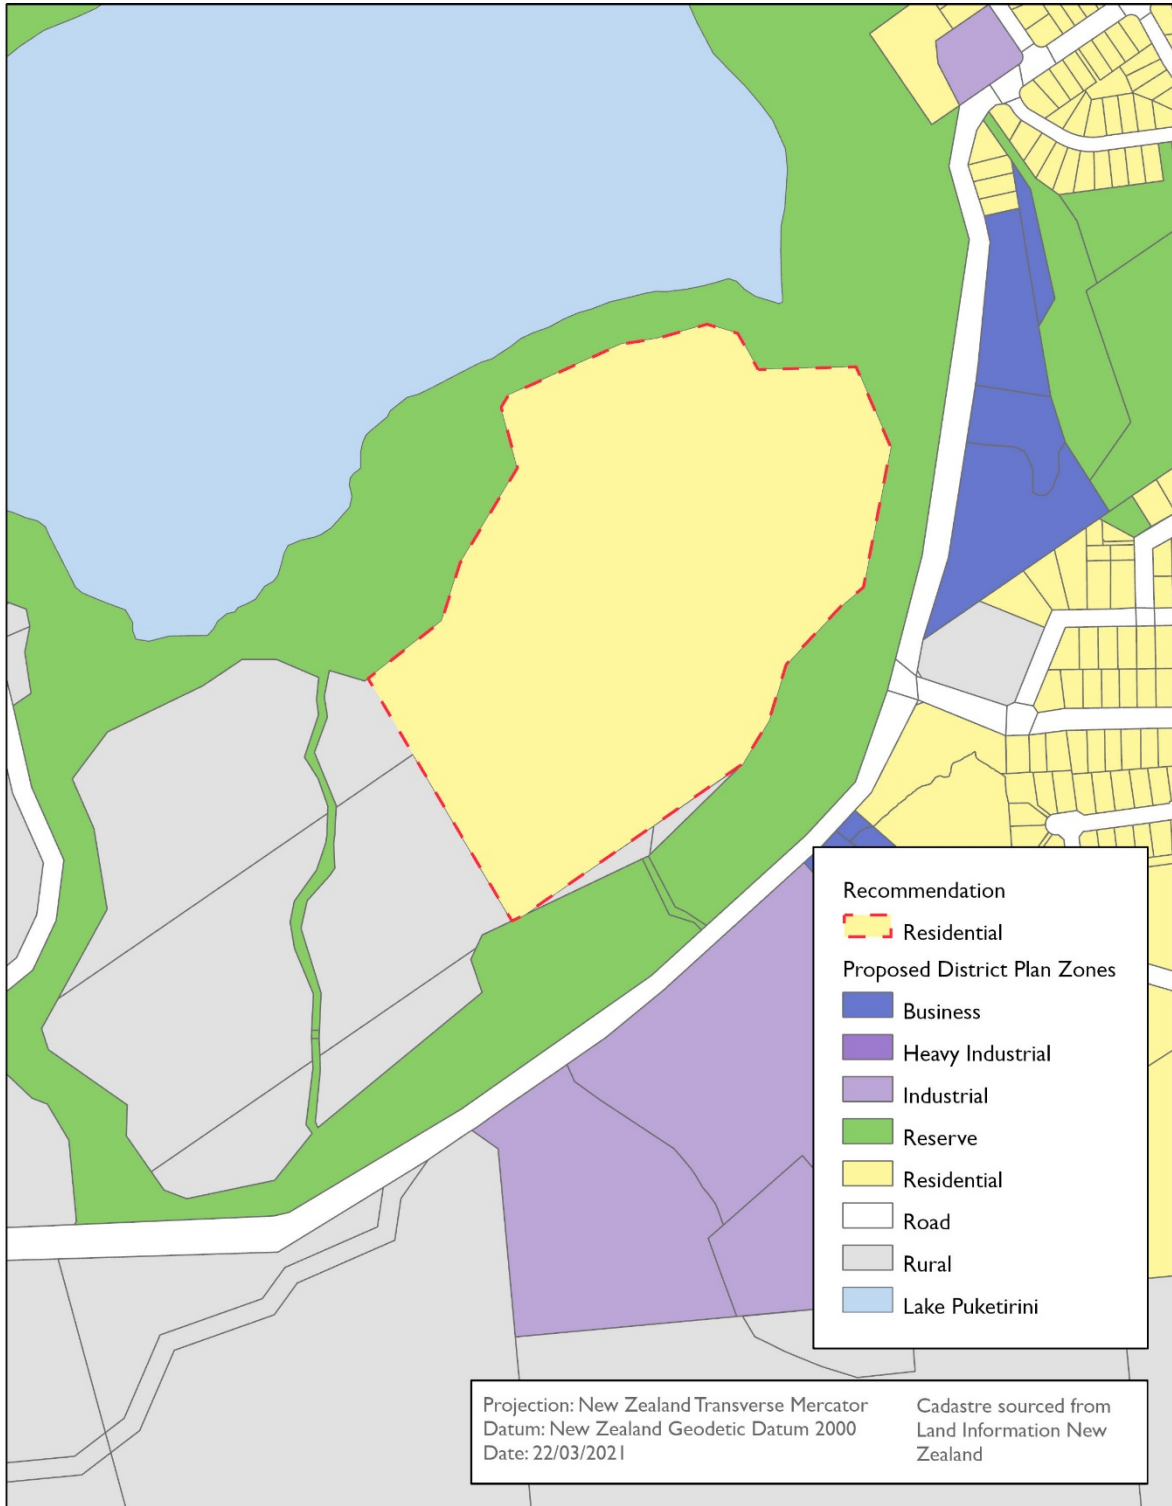 Recommendation
Residential
Proposed District Plan Zones
Business
Heavy Industrial
Industrial
Reserve
Residential
Road
Rural
Lake Puketirini
Projection: New Zealand Transverse Mercator
Datum: New Zealand Geodetic Datum 2000
Date: 22/03/2021
Cadastre sourced from
Land Information New
Zealand